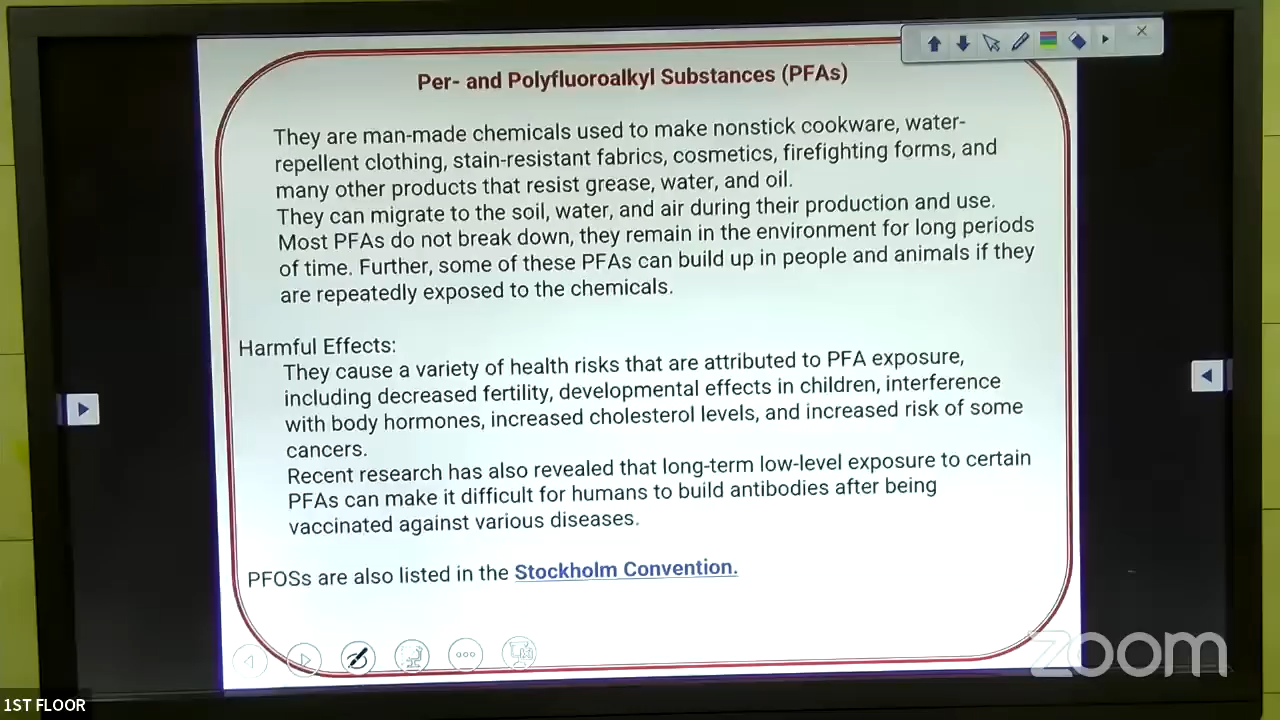 Per- and Polyfluoroalkyl Substances (PFAs)
They are man-made chemicals used to make nonstick cookware, water-
repellent clothing, stain-resistant fabrics, cosmetics, firefighting forms, and
many other products that resist grease, water, and oil.
They can migrate to the soil, water, and air during their production and use.
Most PFAs do not break down, they remain in the environment for long periods
of time. Further, some of these PFAs can build up in people and animals if they
are repeatedly exposed to the chemicals.
Harmful Effects:
They cause a variety of health risks that are attributed to PFA exposure,
including decreased fertility, developmental effects in children, interference
with body hormones, increased cholesterol levels, and increased risk of some
cancers.
Recent research has also revealed that long-term low-level exposure to certain
PFAs can make it difficult for humans to build antibodies after being
vaccinated against various diseases.
PFOSs are also listed in the Stockholm Convention.
zoom
1ST FLOOR